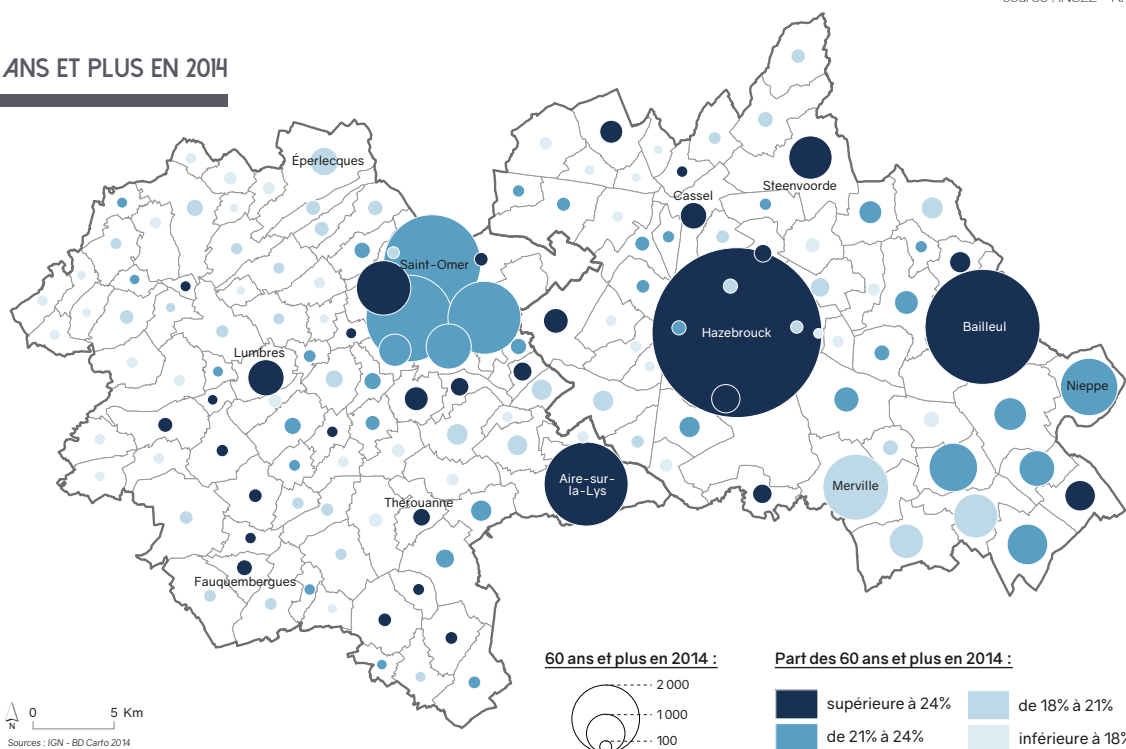 ANS ET PLUS EN 2014
Éperlecques
Steenvoorde
Cassel
Saint-Omer
Hazebrouck
Bailleul
Lumbres
Nieppe
Aire-sur-
la-Lys
Merville
Thérouanne
Fauquembergues
60 ans et plus en 2014 :
2 000
1 000
100
Part des 60 ans et plus en 2014 :
supérieure à 24%
de 18% à 21%
de 21% à 24%
inférieure à 18%
N
0 5 Km
Sources : IGN - BD Carto 2014